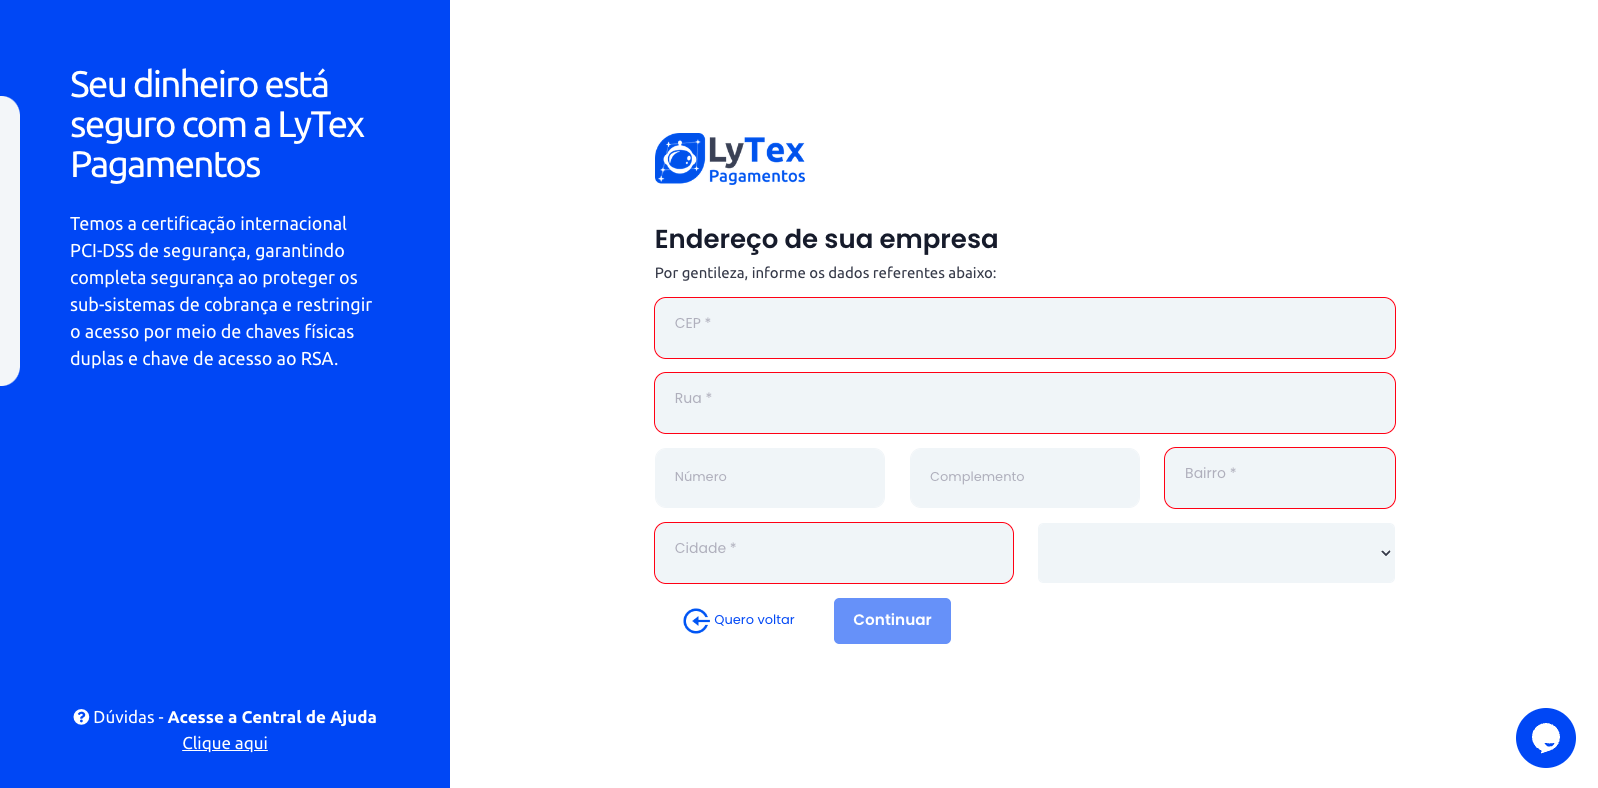 Seu dinheiro está
seguro com a LyTex
Pagamentos
Temos a certificação internacional
PCI-DSS de segurança, garantindo
completa segurança ao proteger os
sub-sistemas de cobrança e restringir
o acesso por meio de chaves físicas
duplas e chave de acesso ao RSA.
Dúvidas - Acesse a Central de Ajuda
Clique aqui
LyTex
Pagamentos
Endereço de sua empresa
Por gentileza, informe os dados referentes abaixo:
CEP *
Rua *
Número
Complemento
Bairro *
Cidade *
Quero voltar
Continuar